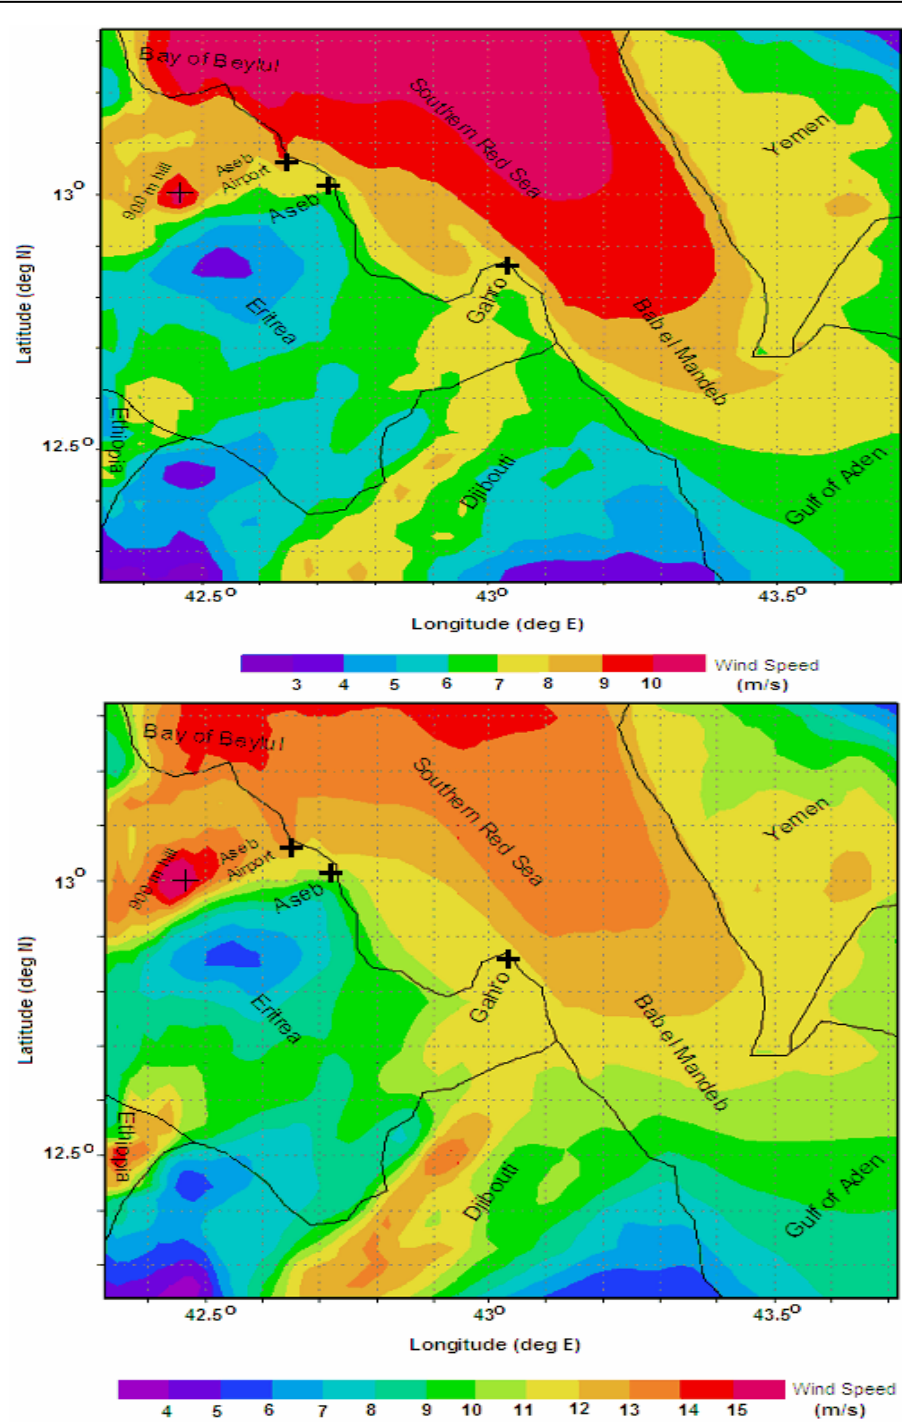 Bay of Beylul
Southern Red Sea
Yemen
900 m hill
Aseb
Airport
13°
Aseb
Gahro
Eritrea
Bab el Mandeb
Latitude (deg N)
Ethiopia
12.5°
Djibouti
Gulf of Aden
42.5° 43° 43.5°
Longitude (deg E)
3 4 5 6 7 8 9 10 Wind Speed
(m/s)
Bay of Beylul
Southern Red Sea
Yemen
900 m hill
Aseb
Airport
13°
Aseb
Gahro
Eritrea
Bab el Mandeb
Latitude (deg N)
Ethiopia
12.5°
Djibouti
Gulf of Aden
42.5° 43° 43.5°
Longitude (deg E)
4 5 6 7 8 9 10 11 12 13 14 15 Wind Speed
(m/s)